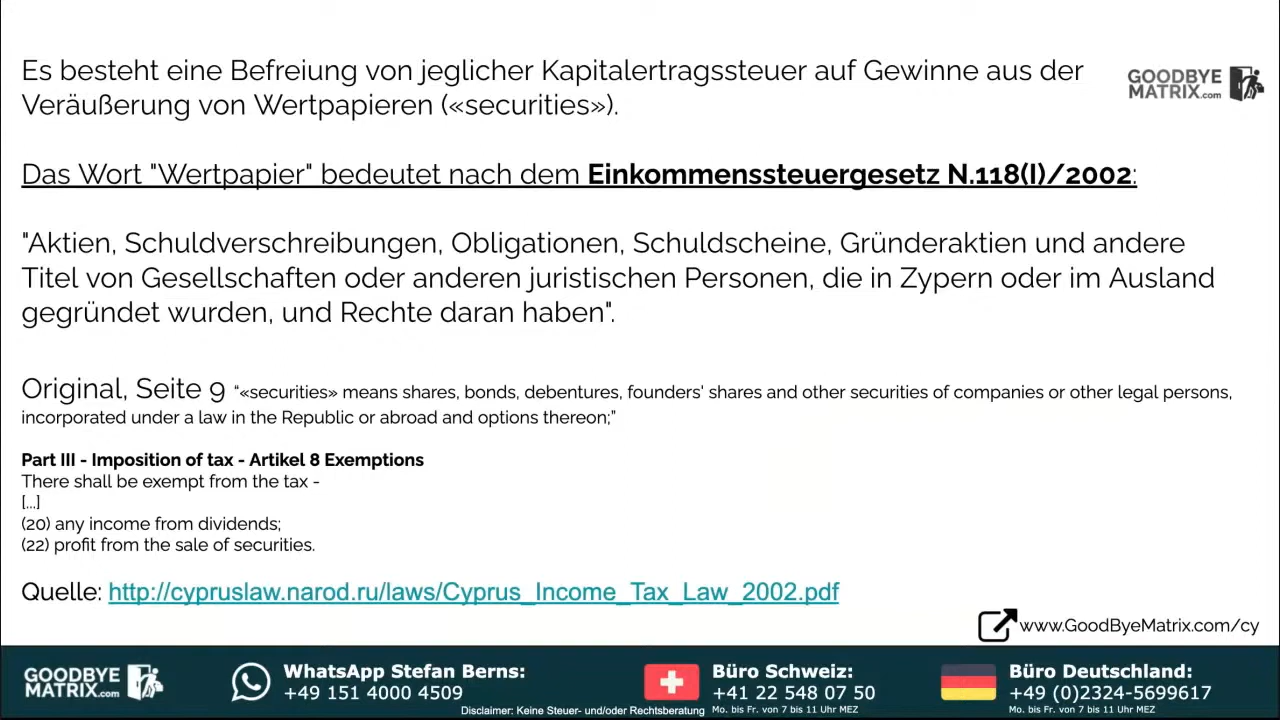 Es besteht eine Befreiung von jeglicher Kapitalertragssteuer auf Gewinne aus der
Veräußerung von Wertpapieren («securities»).
GOODBYE
MATRIX.com
Das Wort "Wertpapier" bedeutet nach dem Einkommenssteuergesetz N.118(I)/2002:
"Aktien, Schuldverschreibungen, Obligationen, Schuldscheine, Gründeraktien und andere
Titel von Gesellschaften oder anderen juristischen Personen, die in Zypern oder im Ausland
gegründet wurden, und Rechte daran haben".
Original, Seite 9 “«securities» means shares, bonds, debentures, founders' shares and other securities of companies or other legal persons,
incorporated under a law in the Republic or abroad and options thereon;”
Part III - Imposition of tax - Artikel 8 Exemptions
There shall be exempt from the tax -
[...]
(20) any income from dividends;
(22) profit from the sale of securities.
Quelle: http://cypruslaw.narod.ru/laws/Cyprus_Income_Tax_Law_2002.pdf
www.GoodByeMatrix.com/cy
GOODBYE
MATRIX.com
WhatsApp Stefan Berns:
+49 151 4000 4509
Büro Schweiz:
+41 22 548 07 50
Mo. bis Fr. von 7 bis 11 Uhr MEZ
Büro Deutschland:
+49 (0)2324-5699617
Mo. bis Fr. von 7 bis 11 Uhr MEZ
Disclaimer: Keine Steuer- und/oder Rechtsberatung